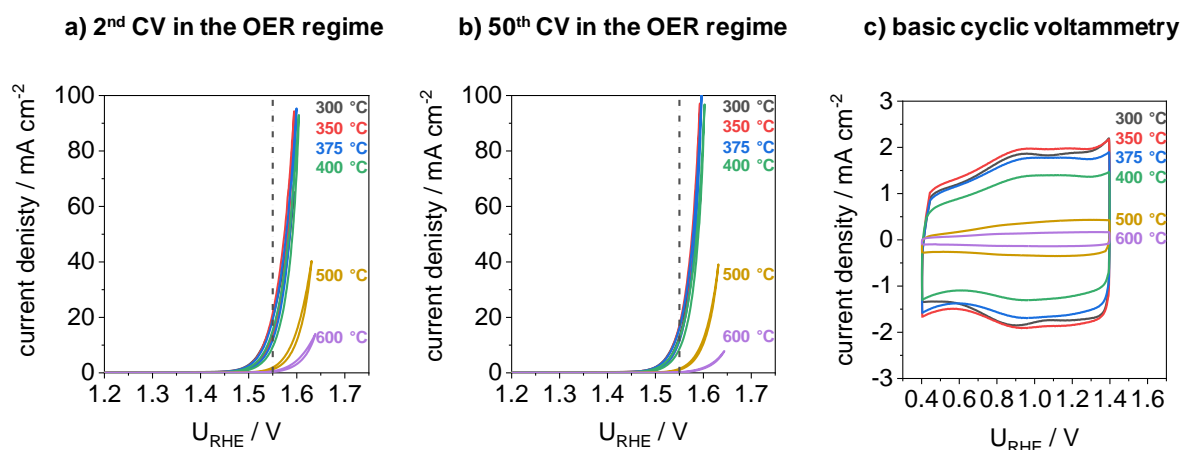 a) 2nd CV in the OER regime
100
80
60
40
20
0
1.2 1.3 1.4 1.5 1.6 1.7
current denisty / mA cm-2
URHE / V
300 °C
350 °C
375 °C
400 °C
500 °C
600 °C
b) 50th CV in the OER regime
100
80
60
40
20
0
1.2 1.3 1.4 1.5 1.6 1.7
current density / mA cm-2
URHE / V
300 °C
350 °C
375 °C
400 °C
500 °C
600 °C
c) basic cyclic voltammetry
3
2
1
0
-1
-2
-3
0.4 0.6 0.8 1.0 1.2 1.4 1.6
current density / mA cm-2
URHE / V
300 °C
350 °C
375 °C
400 °C
500 °C
600 °C